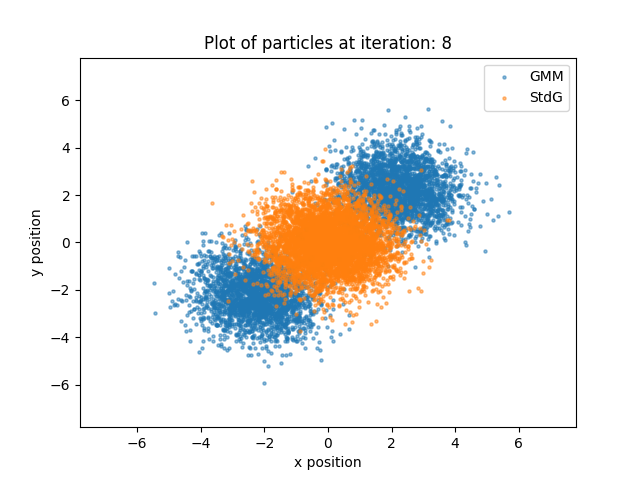 Plot of particles at iteration: 8
GMM
StdG
6
4
2
0
−2
−4
−6
y position
−6 −4 −2 0 2 4 6
x position